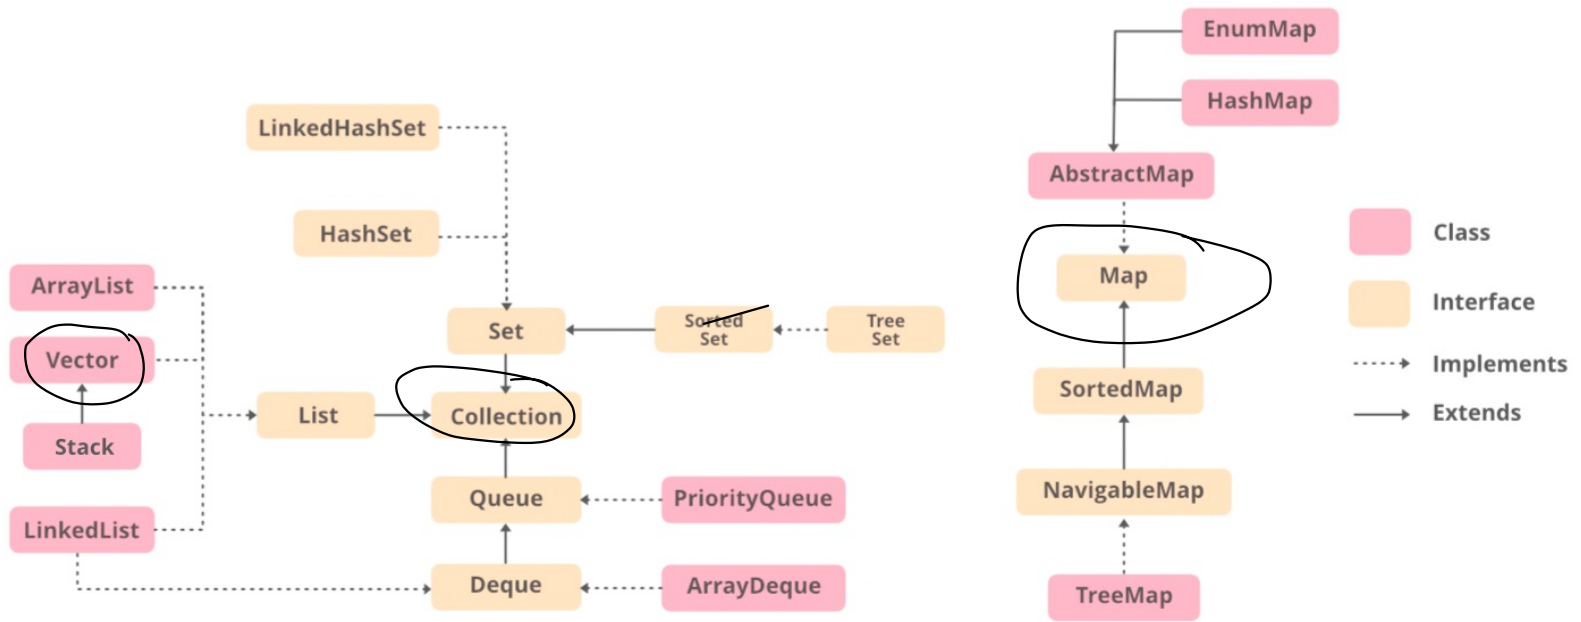 EnumMap
HashMap
LinkedHashSet
AbstractMap
HashSet
Class
Map
ArrayList
Interface
Set
Sorted
Set
Tree
Set
Vector
Implements
SortedMap
List
Collection
Extends
Stack
NavigableMap
Queue
PriorityQueue
LinkedList
Deque
ArrayDeque
TreeMap